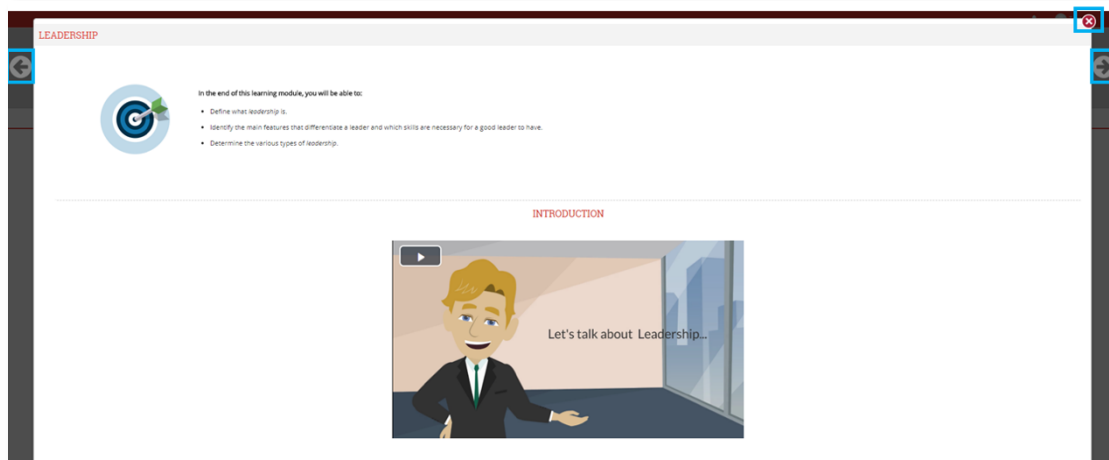 LEADERSHIP
In the end of this learning module, you will be able to:
• Define what leadership is.
• Identify the main features that differentiate a leader and which skills are necessary for a good leader to have.
• Determine the various types of leadership.
INTRODUCTION
Let's talk about Leadership...